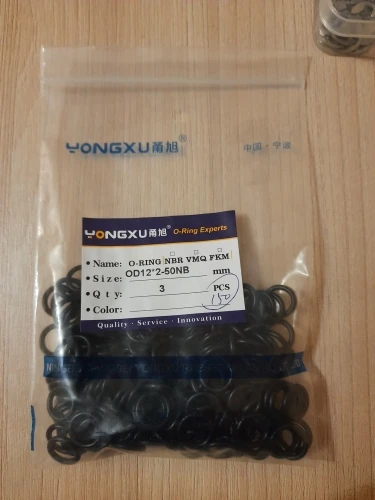 YONGXU甬旭®
中国·宁波
YONGXU甬旭® O-Ring Experts
• Name: O-RING □NBR □VMQ □FKM
• Size: OD12*2-50NB mm
• Qty: 3 PCS
150
• Color:
Quality · Service · Innovation